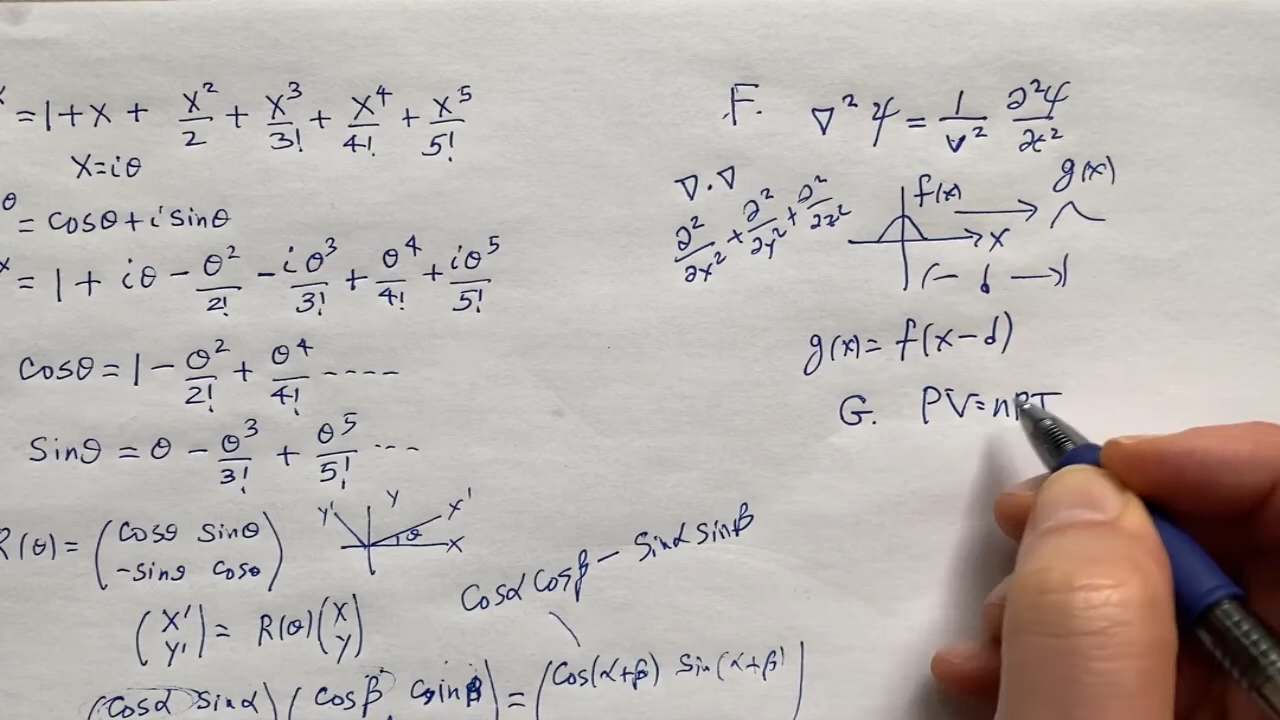 x = 1 + x + x²/2 + x³/3! + x⁴/4! + x⁵/5!
x = iθ
θ = cosθ + i sinθ
x = 1 + iθ − θ²/2! − iθ³/3! + θ⁴/4! + iθ⁵/5!
cosθ = 1 − θ²/2! + θ⁴/4! ----
sinθ = θ − θ³/3! + θ⁵/5! ---
R(θ) = (cosθ sinθ
-sinθ cosθ)
y' y x' θ x
(x' y') = R(θ) (x y)
cosα cosβ − sinα sinβ
(cosα sinα) (cosβ sinβ) = (cos(α+β) sin(α+β))
F. ∇²ψ = 1/v² ∂²ψ/∂t²
∇·∇
∂²/∂x² + ∂²/∂y² + ∂²/∂z²
f(x) g(x)
x
d
g(x) = f(x−d)
G. PV = nRT